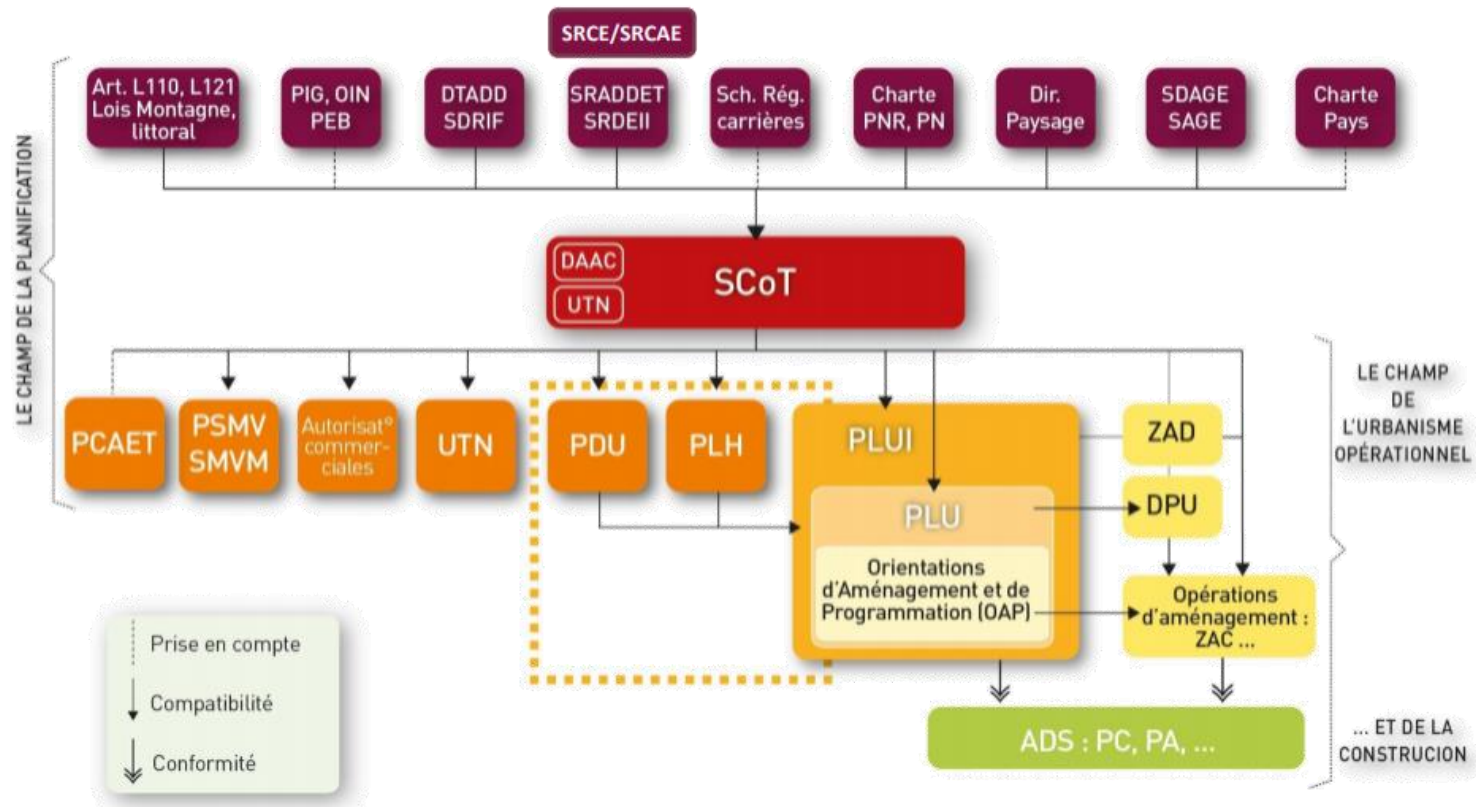 SRCE/SRCAE
Art. L110, L121
Lois Montagne,
littoral
PIG, OIN
PEB
DTADD
SDRIF
SRADDET
SRDEII
Sch. Rég.
carrières
Charte
PNR, PN
Dir.
Paysage
SDAGE
SAGE
Charte
Pays
LE CHAMP DE LA PLANIFICATION
DAAC
UTN
SCoT
PCAET
PSMV
SMVM
Autorisat°
commer-
ciales
UTN
PDU
PLH
PLUI
PLU
Orientations
d'Aménagement et de
Programmation (OAP)
ZAD
DPU
Opérations
d'aménagement :
ZAC ...
LE CHAMP
DE
L'URBANISME
OPÉRATIONNEL
Prise en compte
Compatibilité
Conformité
ADS : PC, PA, ...
... ET DE LA
CONSTRUCION